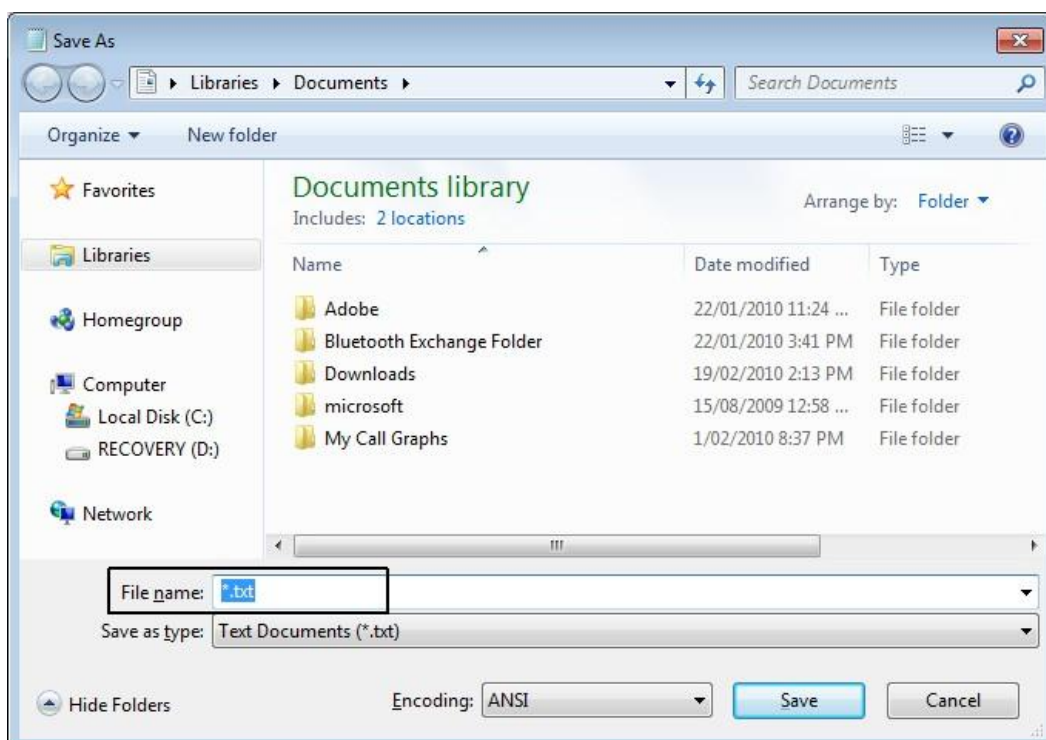 Save As
Libraries Documents
Search Documents
Organize New folder
Favorites
Libraries
Homegroup
Computer
Local Disk (C:)
RECOVERY (D:)
Network
Documents library
Includes: 2 locations
Arrange by: Folder
Name Date modified Type
Adobe 22/01/2010 11:24 ... File folder
Bluetooth Exchange Folder 22/01/2010 3:41 PM File folder
Downloads 19/02/2010 2:13 PM File folder
microsoft 15/08/2009 12:58 ... File folder
My Call Graphs 1/02/2010 8:37 PM File folder
File name: *.txt
Save as type: Text Documents (*.txt)
Hide Folders
Encoding: ANSI
Save
Cancel